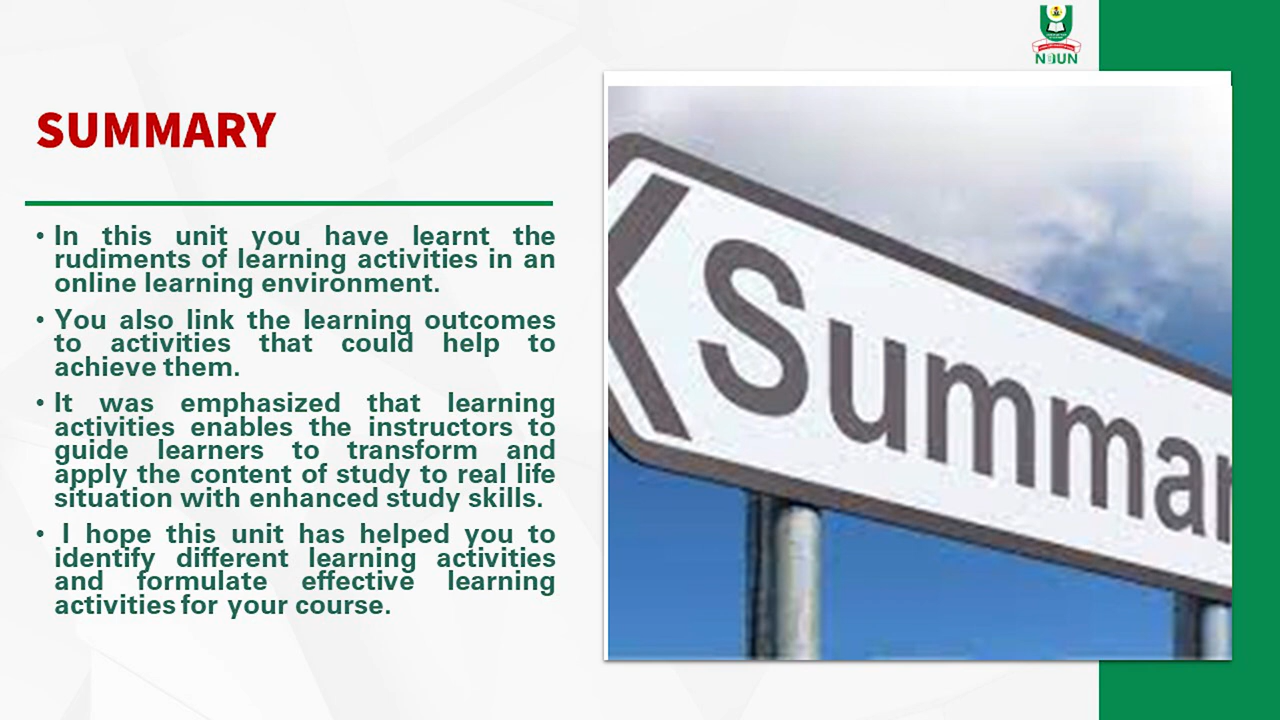 NOUN
SUMMARY
• In this unit you have learnt the
rudiments of learning activities in an
online learning environment.
• You also link the learning outcomes
to activities that could help to
achieve them.
• It was emphasized that learning
activities enables the instructors to
guide learners to transform and
apply the content of study to real life
situation with enhanced study skills.
• I hope this unit has helped you to
identify different learning activities
and formulate effective learning
activities for your course.
Summar